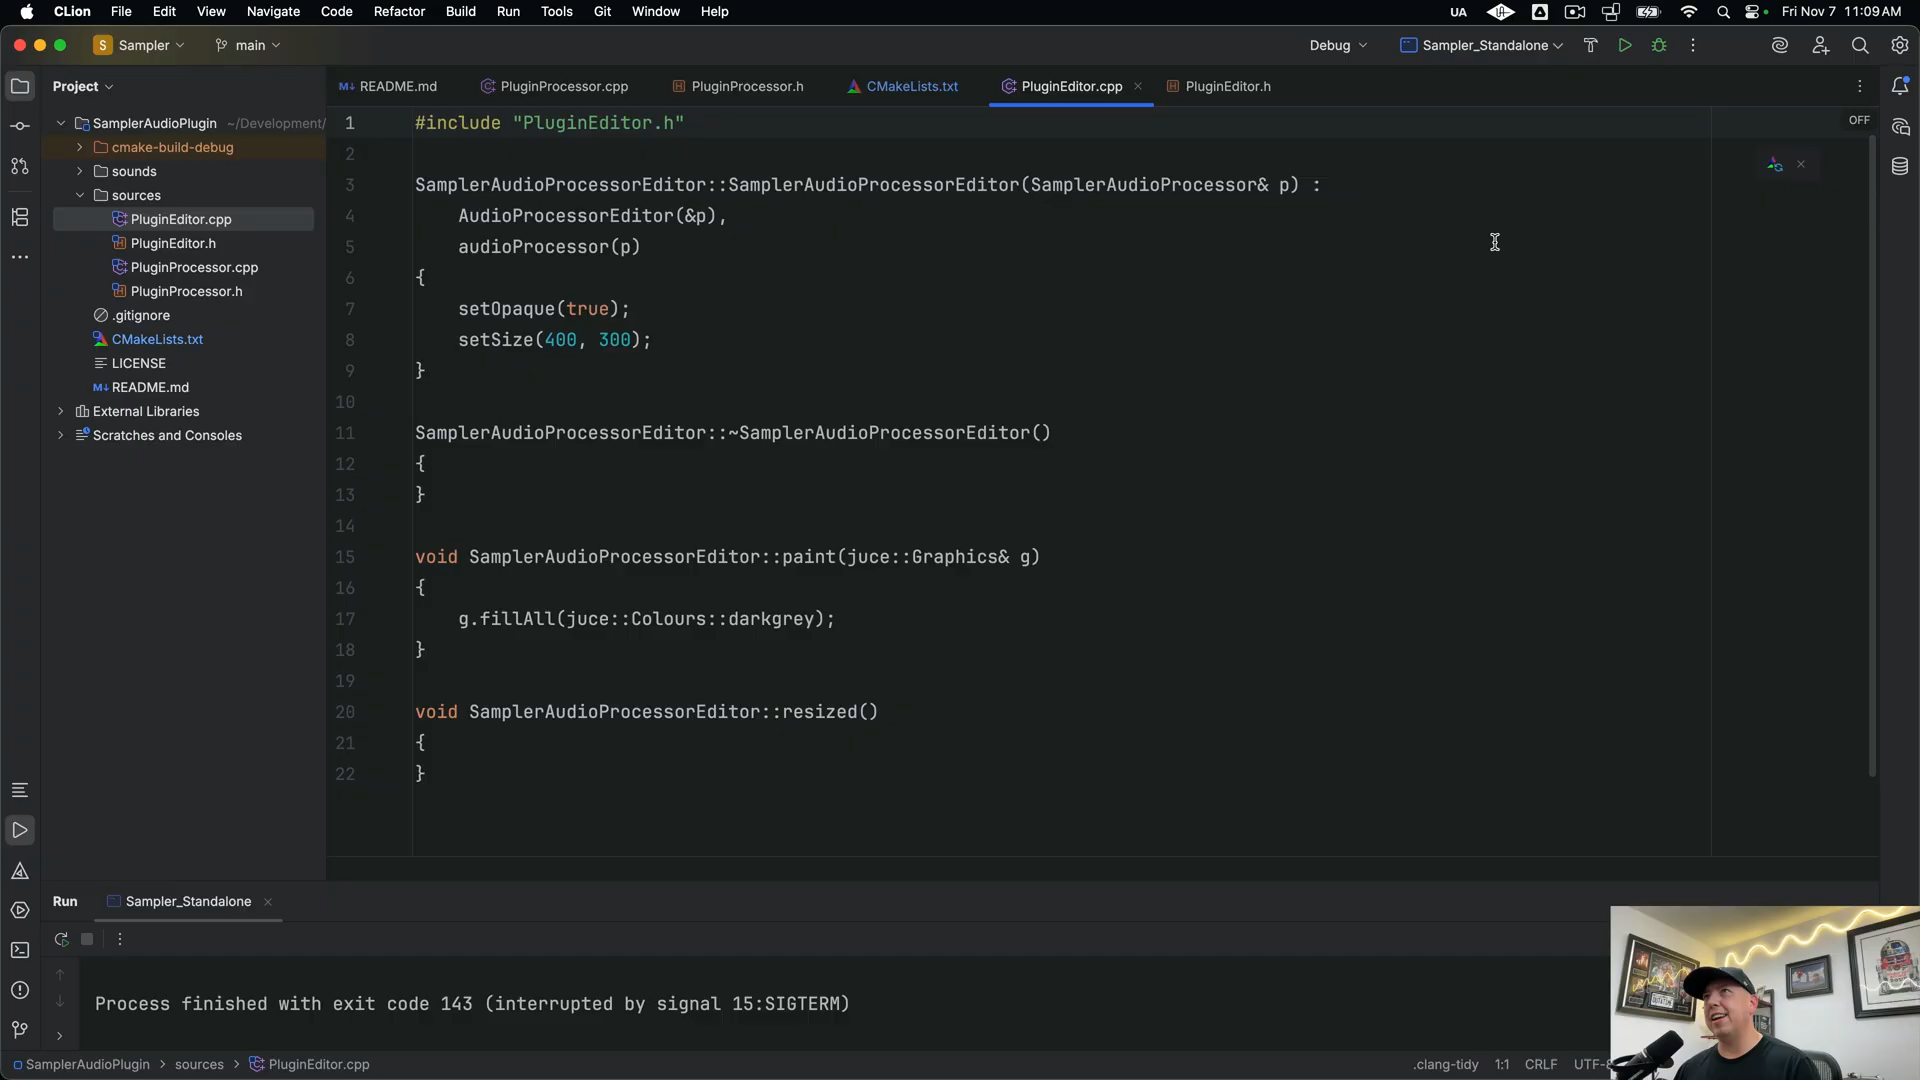 CLion File Edit View Navigate Code Refactor Build Run Tools Git Window Help UA Fri Nov 7 11:09 AM
S Sampler main Debug Sampler_Standalone
Project README.md PluginProcessor.cpp PluginProcessor.h CMakeLists.txt PluginEditor.cpp PluginEditor.h
SamplerAudioPlugin ~/Development/
cmake-build-debug
sounds
sources
PluginEditor.cpp
PluginEditor.h
PluginProcessor.cpp
PluginProcessor.h
.gitignore
CMakeLists.txt
LICENSE
README.md
External Libraries
Scratches and Consoles
OFF
1 #include "PluginEditor.h"
2
3 SamplerAudioProcessorEditor::SamplerAudioProcessorEditor(SamplerAudioProcessor& p) :
4 AudioProcessorEditor(&p),
5 audioProcessor(p)
6 {
7 setOpaque(true);
8 setSize(400, 300);
9 }
10
11 SamplerAudioProcessorEditor::~SamplerAudioProcessorEditor()
12 {
13 }
14
15 void SamplerAudioProcessorEditor::paint(juce::Graphics& g)
16 {
17 g.fillAll(juce::Colours::darkgrey);
18 }
19
20 void SamplerAudioProcessorEditor::resized()
21 {
22 }
Run Sampler_Standalone
Process finished with exit code 143 (interrupted by signal 15:SIGTERM)
SamplerAudioPlugin sources PluginEditor.cpp .clang-tidy 1:1 CRLF